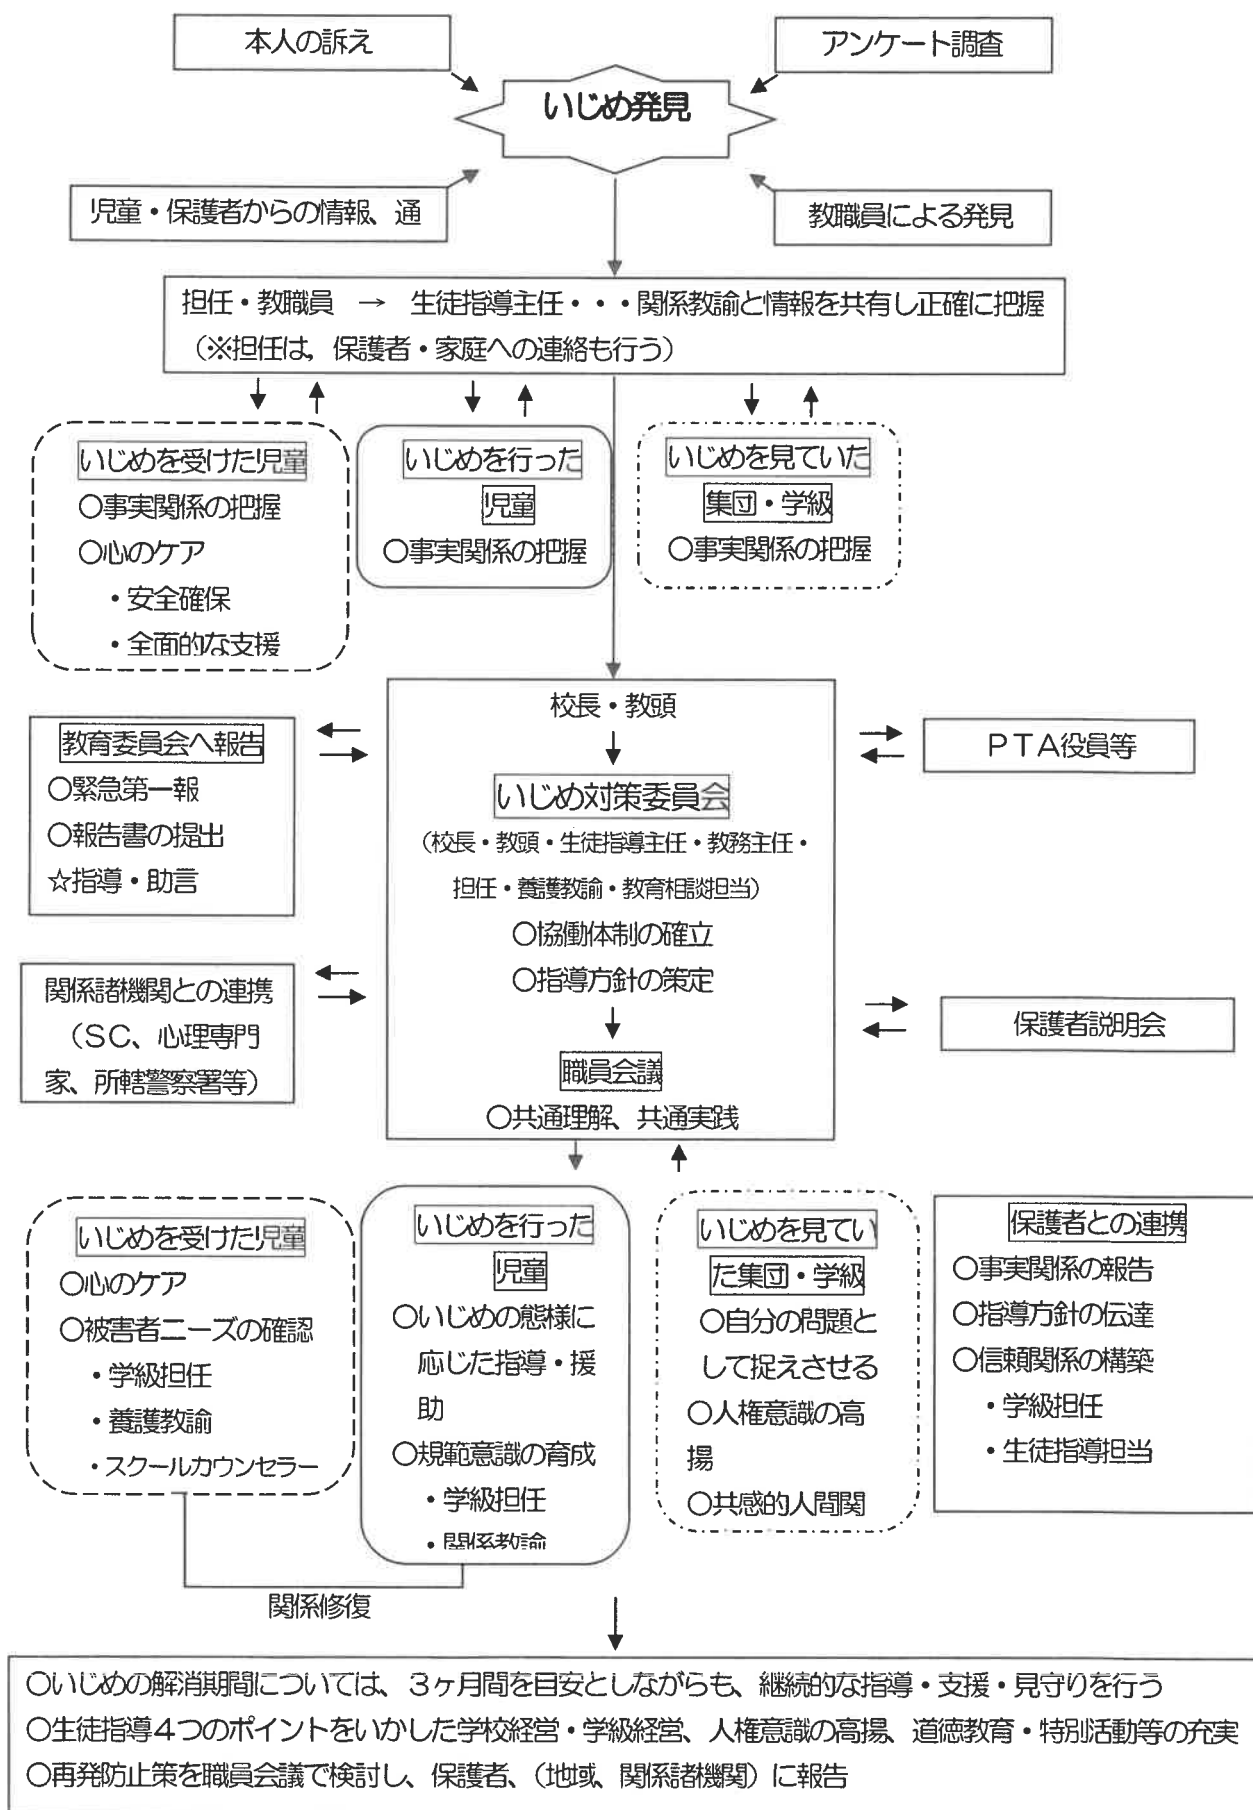 本人の訴え
アンケート調査
いじめ発見
児童・保護者からの情報、通
教職員による発見
担任・教職員　→　生徒指導主任・・・関係教諭と情報を共有し正確に把握
（※担任は，保護者・家庭への連絡も行う）
いじめを受けた児童
○事実関係の把握
○心のケア
・安全確保
・全面的な支援
いじめを行った
児童
○事実関係の把握
いじめを見ていた
集団・学級
○事実関係の把握
校長・教頭
いじめ対策委員会
（校長・教頭・生徒指導主任・教務主任・
担任・養護教諭・教育相談担当）
○協働体制の確立
○指導方針の策定
職員会議
○共通理解、共通実践
教育委員会へ報告
○緊急第一報
○報告書の提出
☆指導・助言
関係諸機関との連携
（ＳＣ、心理専門
家、所轄警察署等）
ＰＴＡ役員等
保護者説明会
いじめを受けた児童
○心のケア
○被害者ニーズの確認
・学級担任
・養護教諭
・スクールカウンセラー
いじめを行った
児童
○いじめの態様に
応じた指導・援
助
○規範意識の育成
・学級担任
・関係教諭
いじめを見てい
た集団・学級
○自分の問題と
して捉えさせる
○人権意識の高
揚
○共感的人間関
保護者との連携
○事実関係の報告
○指導方針の伝達
○信頼関係の構築
・学級担任
・生徒指導担当
関係修復
○いじめの解消期間については、３ヶ月間を目安としながらも、継続的な指導・支援・見守りを行う
○生徒指導４つのポイントをいかした学校経営・学級経営、人権意識の高揚、道徳教育・特別活動等の充実
○再発防止策を職員会議で検討し、保護者、（地域、関係諸機関）に報告